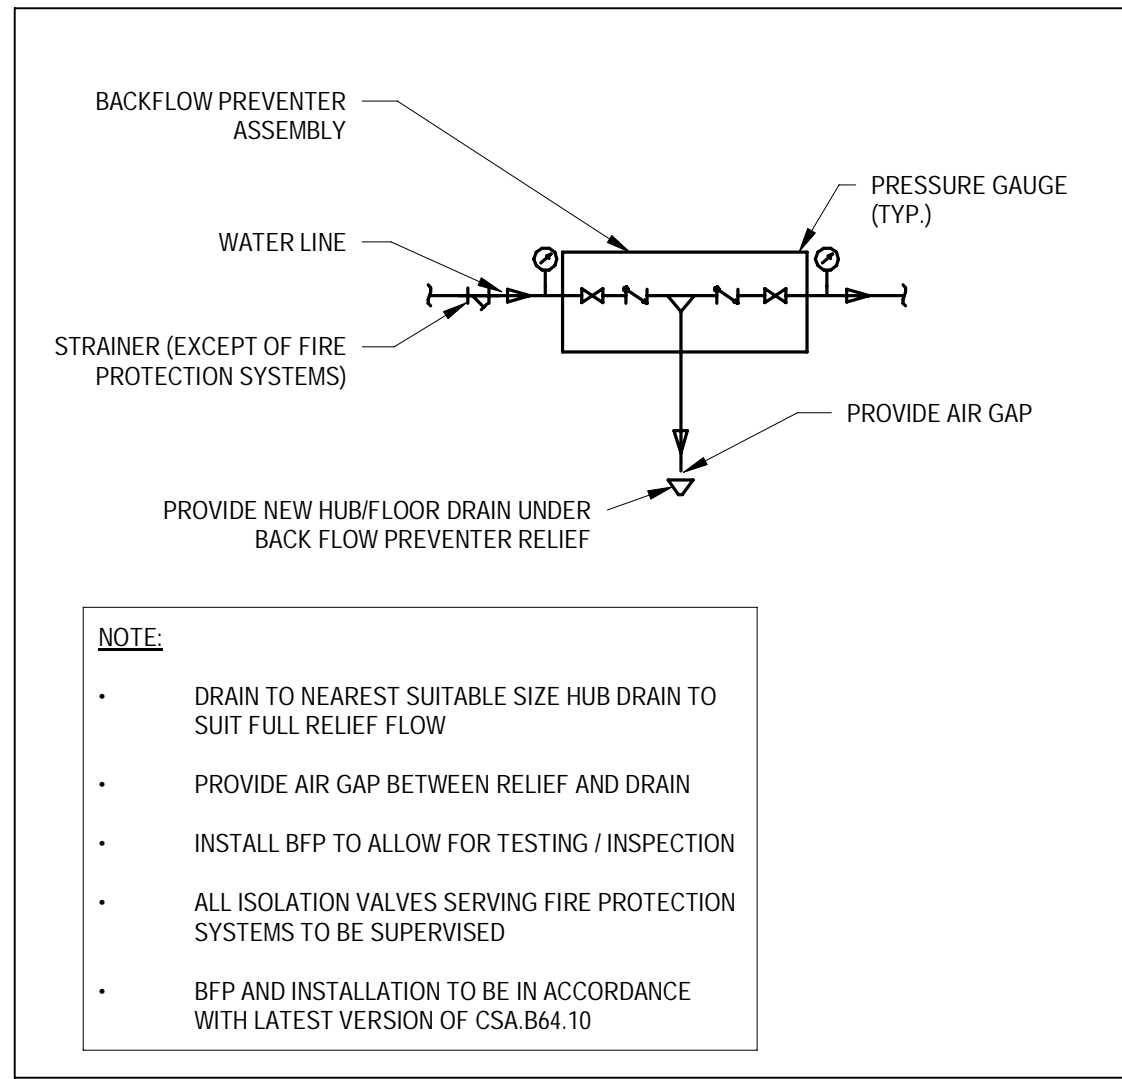 BACKFLOW PREVENTER
ASSEMBLY
PRESSURE GAUGE
(TYP.)
WATER LINE
STRAINER (EXCEPT OF FIRE
PROTECTION SYSTEMS)
PROVIDE AIR GAP
PROVIDE NEW HUB/FLOOR DRAIN UNDER
BACK FLOW PREVENTER RELIEF
NOTE:
• DRAIN TO NEAREST SUITABLE SIZE HUB DRAIN TO
SUIT FULL RELIEF FLOW
• PROVIDE AIR GAP BETWEEN RELIEF AND DRAIN
• INSTALL BFP TO ALLOW FOR TESTING / INSPECTION
• ALL ISOLATION VALVES SERVING FIRE PROTECTION
SYSTEMS TO BE SUPERVISED
• BFP AND INSTALLATION TO BE IN ACCORDANCE
WITH LATEST VERSION OF CSA.B64.10